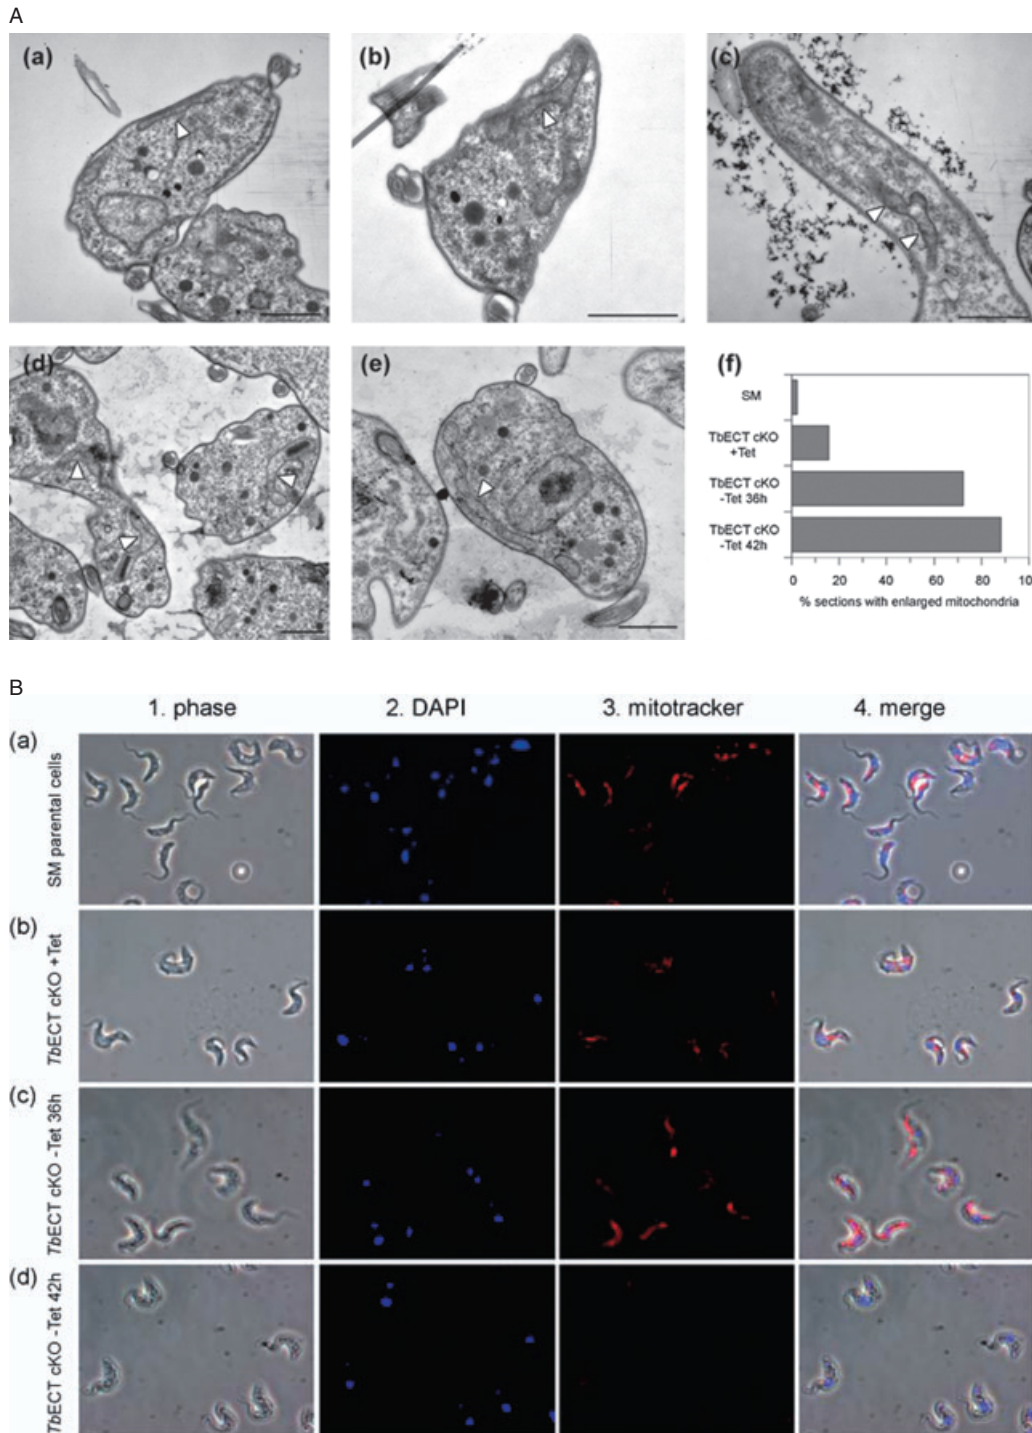 A
(a)
(b)
(c)
(d)
(e)
(f)
SM
TbECT cKO
+Tet
TbECT cKO
-Tet 36h
TbECT cKO
-Tet 42h
0 20 40 60 80 10
% sections with enlarged mitochondria
B
1. phase 2. DAPI 3. mitotracker 4. merge
(a)
SM parental cells
(b)
TbECT cKO +Tet
(c)
TbECT cKO -Tet 36h
(d)
TbECT cKO -Tet 42h